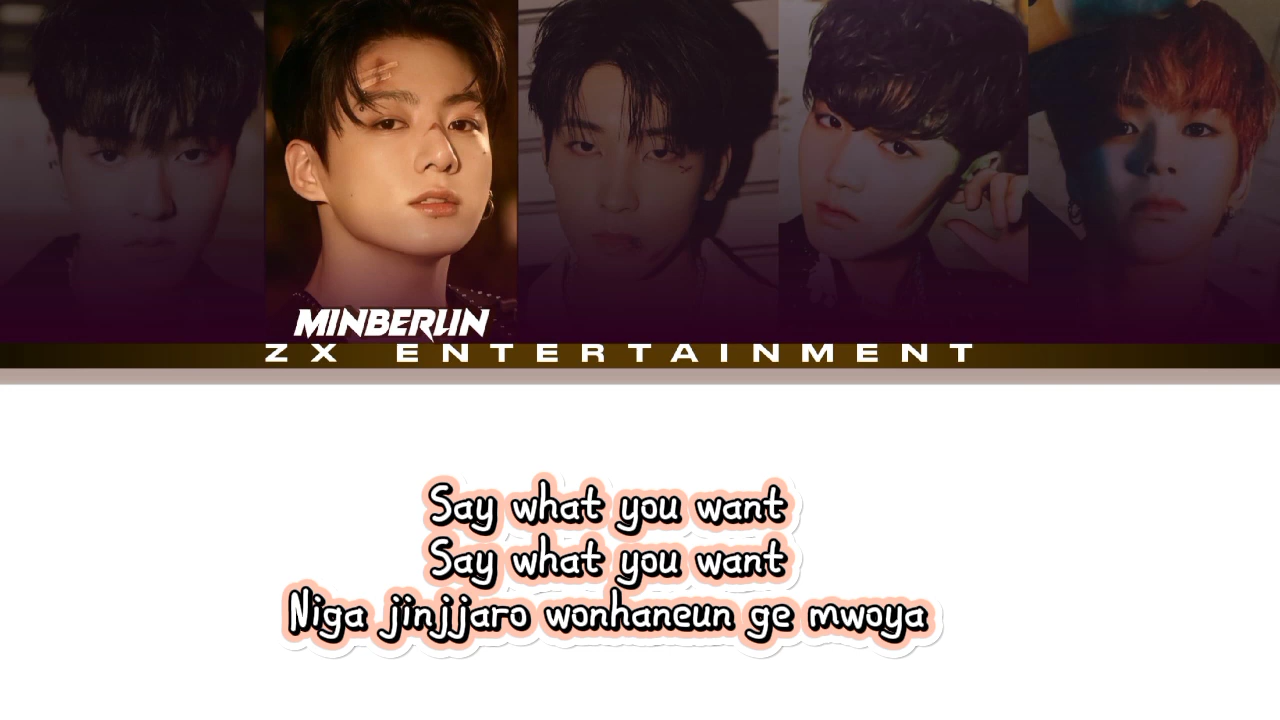 MINBERUN
ZX ENTERTAINMENT
Say what you want
Say what you want
Niga jinjjaro wonhaneun ge mwoya